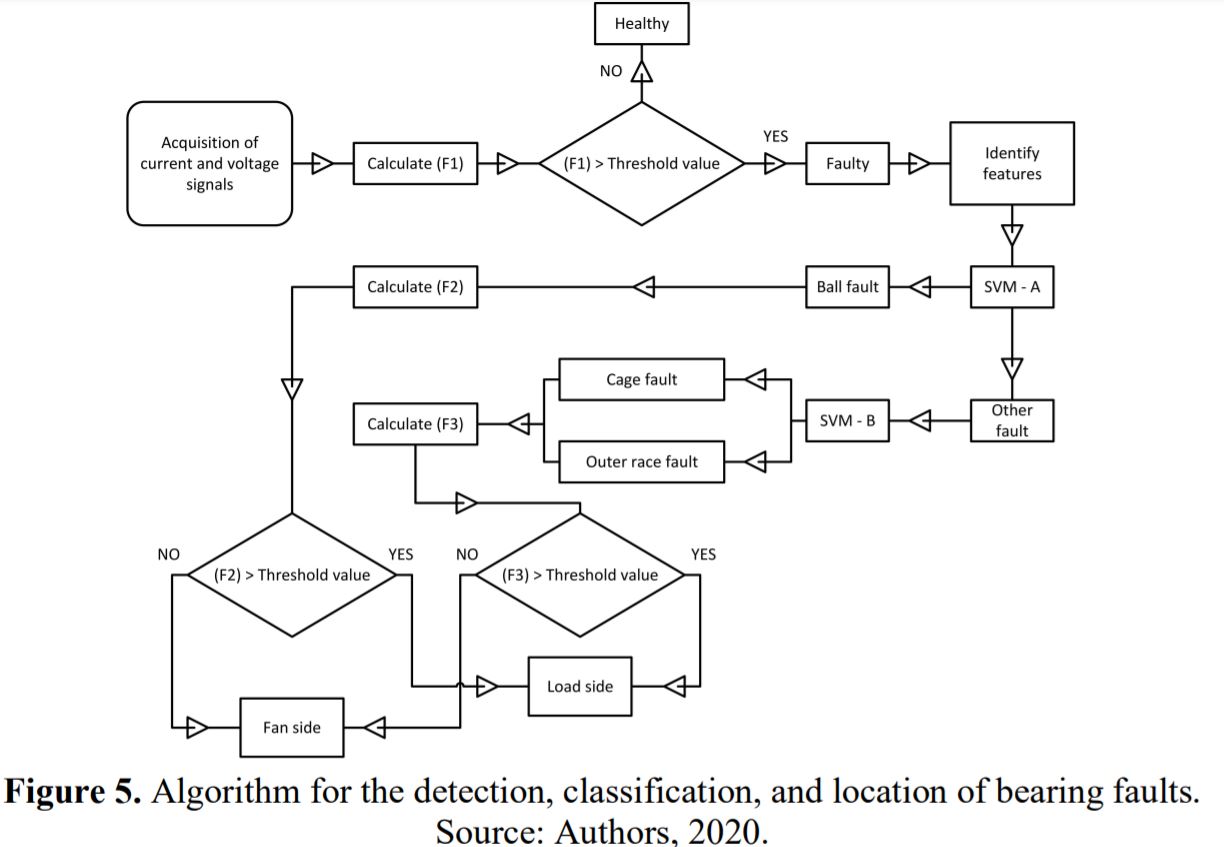 Healthy
NO
Acquisition of
current and voltage
signals
Calculate (F1)
(F1) > Threshold value
YES
Faulty
Identify
features
Calculate (F2)
Ball fault
SVM - A
Cage fault
Calculate (F3)
SVM - B
Other
fault
Outer race fault
NO
(F2) > Threshold value
YES
NO
(F3) > Threshold value
YES
Load side
Fan side
Figure 5. Algorithm for the detection, classification, and location of bearing faults.
Source: Authors, 2020.